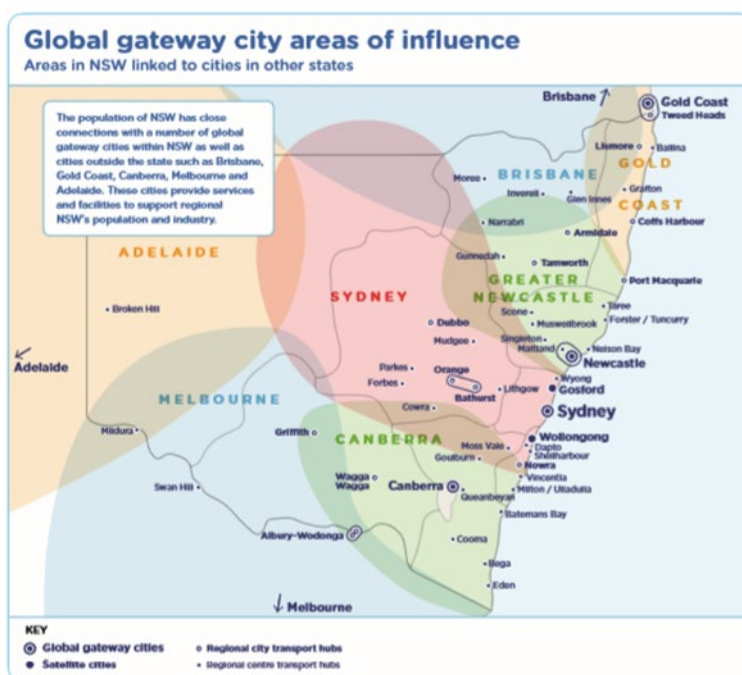 Global gateway city areas of influence
Areas in NSW linked to cities in other states
The population of NSW has close
connections with a number of global
gateway cities within NSW as well as
cities outside the state such as Brisbane,
Gold Coast, Canberra, Melbourne and
Adelaide. These cities provide services
and facilities to support regional
NSW's population and industry.
Brisbane
Gold Coast
Tweed Heads
Lismore
Ballina
GOLD
COAST
BRISBANE
Moree
Inverell
Glen Innes
Grafton
Coffs Harbour
Narrabri
Armidale
ADELAIDE
Gunnedah
Tamworth
GREATER
NEWCASTLE
Port Macquarie
SYDNEY
Broken Hill
Scone
Taree
Forster / Tuncurry
Muswellbrook
Dubbo
Mudgee
Singleton
Maitland
Nelson Bay
Newcastle
Adelaide
Parkes
Orange
Forbes
Bathurst
Lithgow
Wyong
Gosford
MELBOURNE
Cowra
Sydney
Mildura
Griffith
CANBERRA
Moss Vale
Wollongong
Dapto
Shellharbour
Goulburn
Nowra
Swan Hill
Wagga
Wagga
Canberra
Queanbeyan
Vincentia
Milton / Ulladulla
Batemans Bay
Albury-Wodonga
Cooma
Bega
Eden
Melbourne
KEY
Global gateway cities
Regional city transport hubs
Satellite cities
Regional centre transport hubs